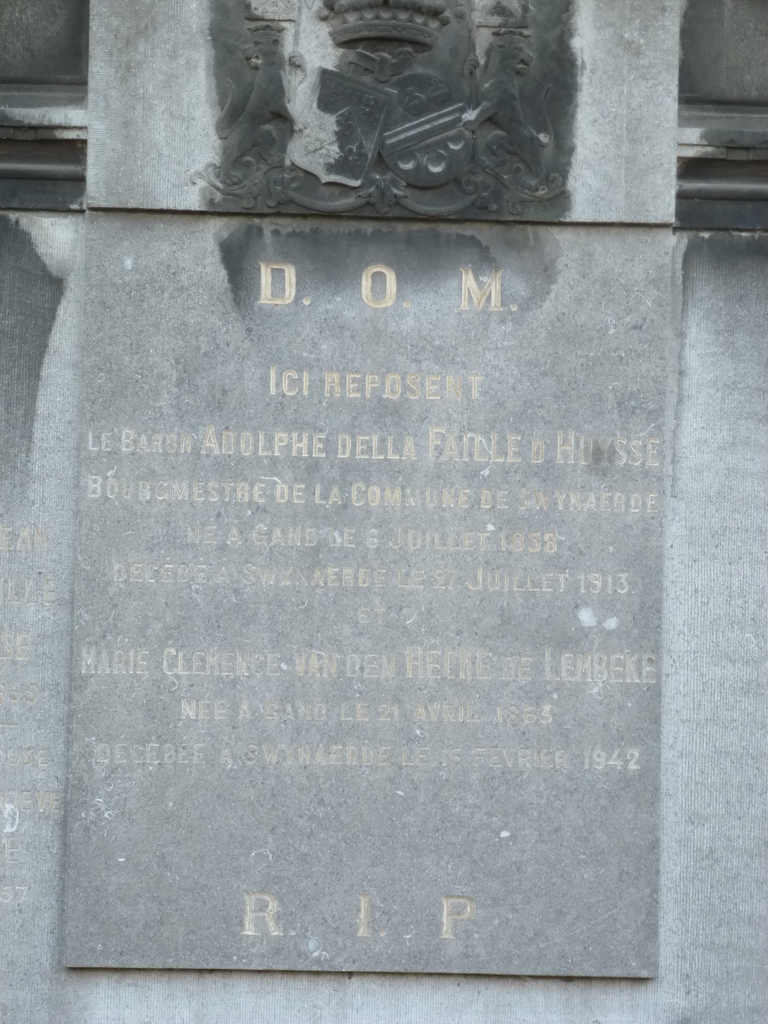 D. O. M.
ICI REPOSENT
LE BARON ADOLPHE DELLA FAILLE D'HUYSSE
BOURGMESTRE DE LA COMMUNE DE SWYNAERDE
NE A GAND LE 6 JUILLET 1858
DECEDE A SWYNAERDE LE 27 JUILLET 1913.
ET
MARIE CLEMENCE VAN DEN HECKE DE LEMBEKE
NEE A GAND LE 21 AVRIL 1863
DECEDEE A SWYNAERDE LE 15 FEVRIER 1942
R. I. P